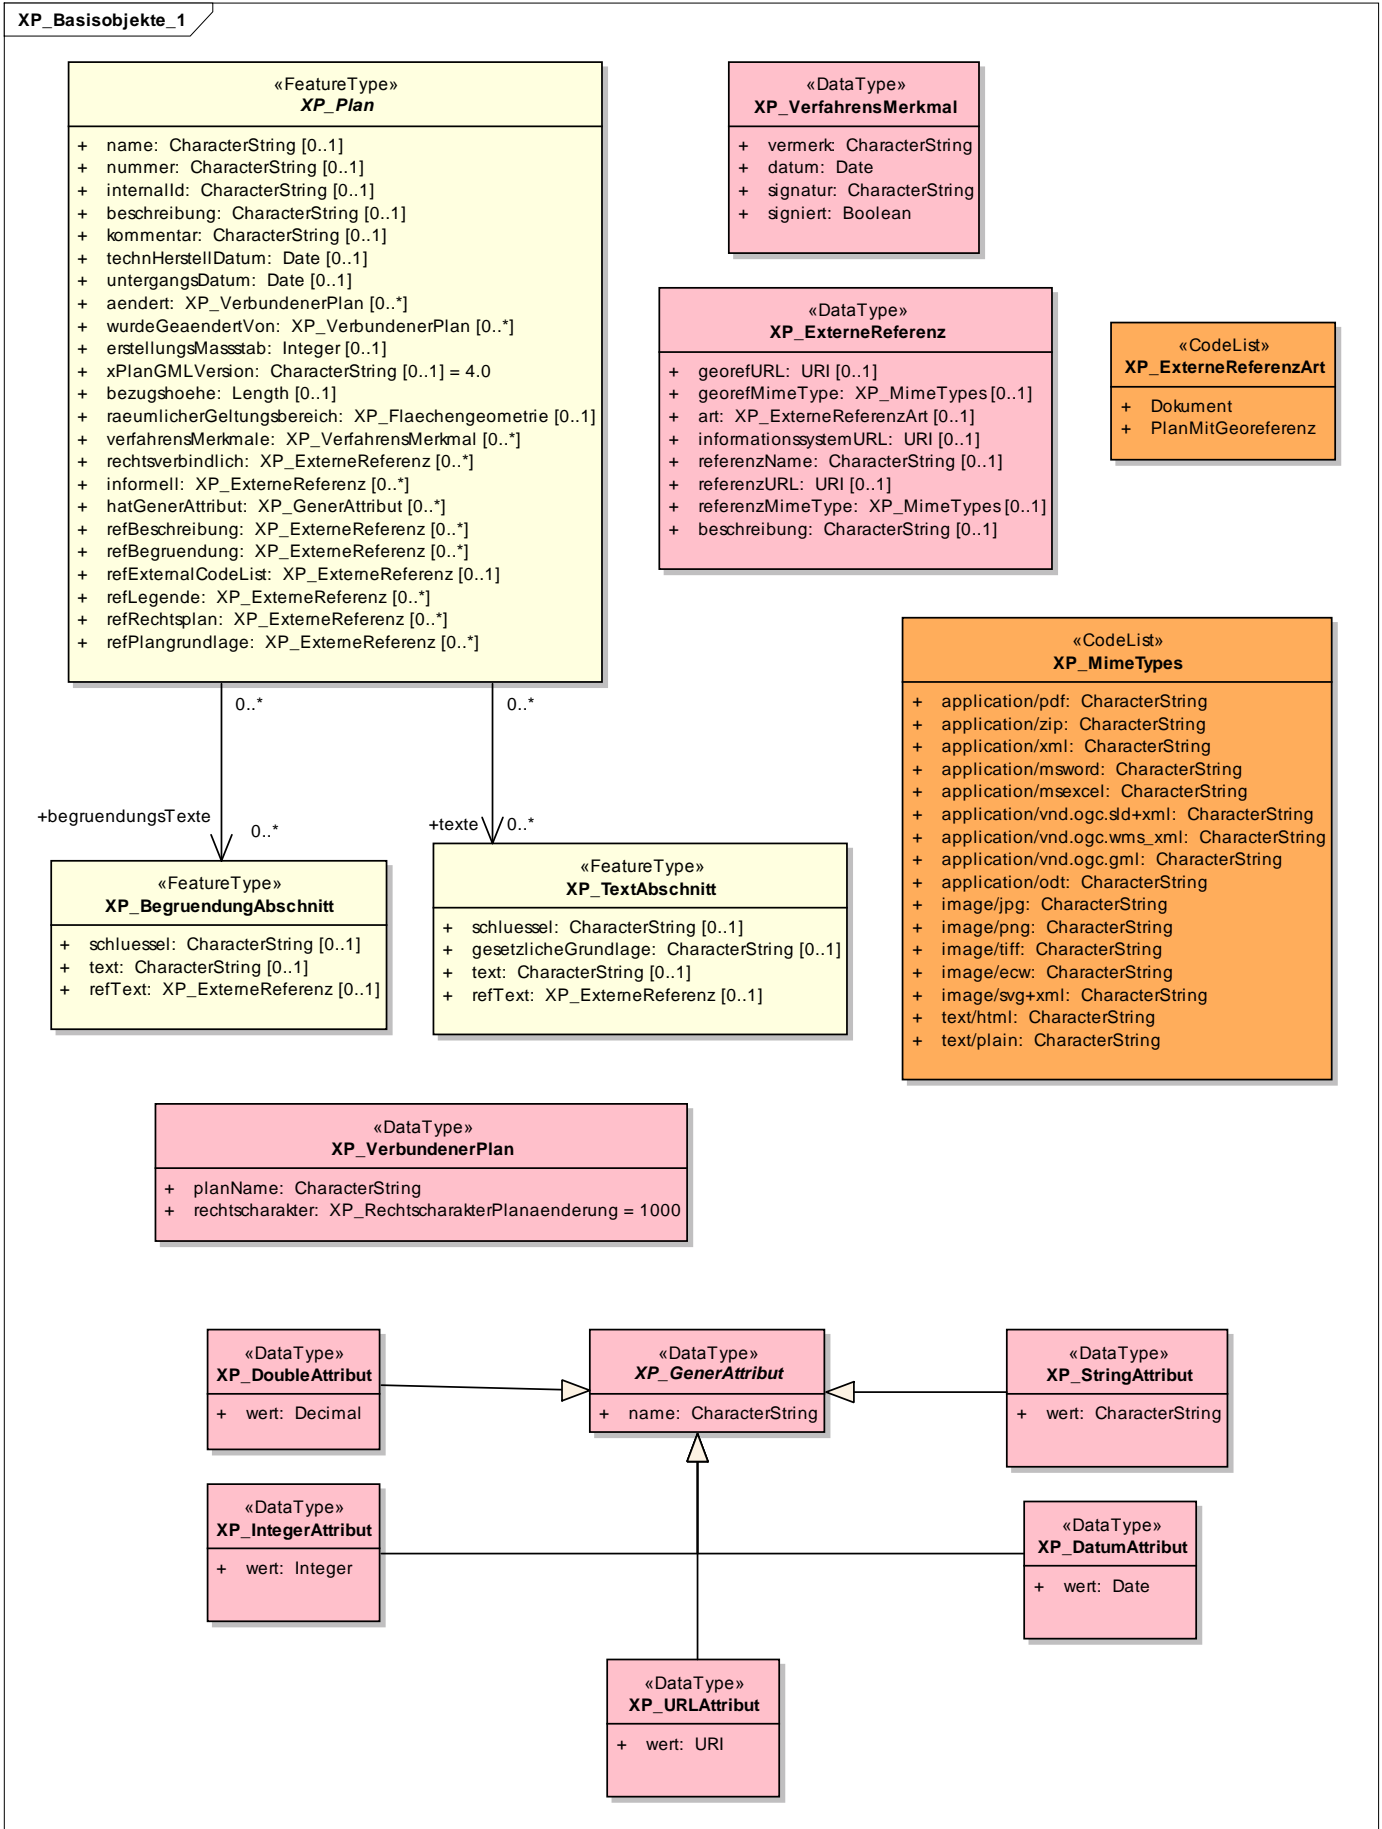 XP_Basisobjekte_1
«FeatureType»
XP_Plan
+ name: CharacterString [0..1]
+ nummer: CharacterString [0..1]
+ internalId: CharacterString [0..1]
+ beschreibung: CharacterString [0..1]
+ kommentar: CharacterString [0..1]
+ technHerstellDatum: Date [0..1]
+ untergangsDatum: Date [0..1]
+ aendert: XP_VerbundenerPlan [0..*]
+ wurdeGeaendertVon: XP_VerbundenerPlan [0..*]
+ erstellungsMassstab: Integer [0..1]
+ xPlanGMLVersion: CharacterString [0..1] = 4.0
+ bezugshoehe: Length [0..1]
+ raeumlicherGeltungsbereich: XP_Flaechengeometrie [0..1]
+ verfahrensMerkmale: XP_VerfahrensMerkmal [0..*]
+ rechtsverbindlich: XP_ExterneReferenz [0..*]
+ informell: XP_ExterneReferenz [0..*]
+ hatGenerAttribut: XP_GenerAttribut [0..*]
+ refBeschreibung: XP_ExterneReferenz [0..*]
+ refBegruendung: XP_ExterneReferenz [0..*]
+ refExternalCodeList: XP_ExterneReferenz [0..1]
+ refLegende: XP_ExterneReferenz [0..*]
+ refRechtsplan: XP_ExterneReferenz [0..*]
+ refPlangrundlage: XP_ExterneReferenz [0..*]
«DataType»
XP_VerfahrensMerkmal
+ vermerk: CharacterString
+ datum: Date
+ signatur: CharacterString
+ signiert: Boolean
«DataType»
XP_ExterneReferenz
+ georefURL: URI [0..1]
+ georefMimeType: XP_MimeTypes [0..1]
+ art: XP_ExterneReferenzArt [0..1]
+ informationssystemURL: URI [0..1]
+ referenzName: CharacterString [0..1]
+ referenzURL: URI [0..1]
+ referenzMimeType: XP_MimeTypes [0..1]
+ beschreibung: CharacterString [0..1]
«CodeList»
XP_ExterneReferenzArt
+ Dokument
+ PlanMitGeoreferenz
«CodeList»
XP_MimeTypes
+ application/pdf: CharacterString
+ application/zip: CharacterString
+ application/xml: CharacterString
+ application/msword: CharacterString
+ application/msexcel: CharacterString
+ application/vnd.ogc.sld+xml: CharacterString
+ application/vnd.ogc.wms_xml: CharacterString
+ application/vnd.ogc.gml: CharacterString
+ application/odt: CharacterString
+ image/jpg: CharacterString
+ image/png: CharacterString
+ image/tiff: CharacterString
+ image/ecw: CharacterString
+ image/svg+xml: CharacterString
+ text/html: CharacterString
+ text/plain: CharacterString
0..*
0..*
+begruendungsTexte
0..*
+texte
0..*
«FeatureType»
XP_BegruendungAbschnitt
+ schluessel: CharacterString [0..1]
+ text: CharacterString [0..1]
+ refText: XP_ExterneReferenz [0..1]
«FeatureType»
XP_TextAbschnitt
+ schluessel: CharacterString [0..1]
+ gesetzlicheGrundlage: CharacterString [0..1]
+ text: CharacterString [0..1]
+ refText: XP_ExterneReferenz [0..1]
«DataType»
XP_VerbundenerPlan
+ planName: CharacterString
+ rechtscharakter: XP_RechtscharakterPlanaenderung = 1000
«DataType»
XP_DoubleAttribut
+ wert: Decimal
«DataType»
XP_GenerAttribut
+ name: CharacterString
«DataType»
XP_StringAttribut
+ wert: CharacterString
«DataType»
XP_IntegerAttribut
+ wert: Integer
«DataType»
XP_DatumAttribut
+ wert: Date
«DataType»
XP_URLAttribut
+ wert: URI